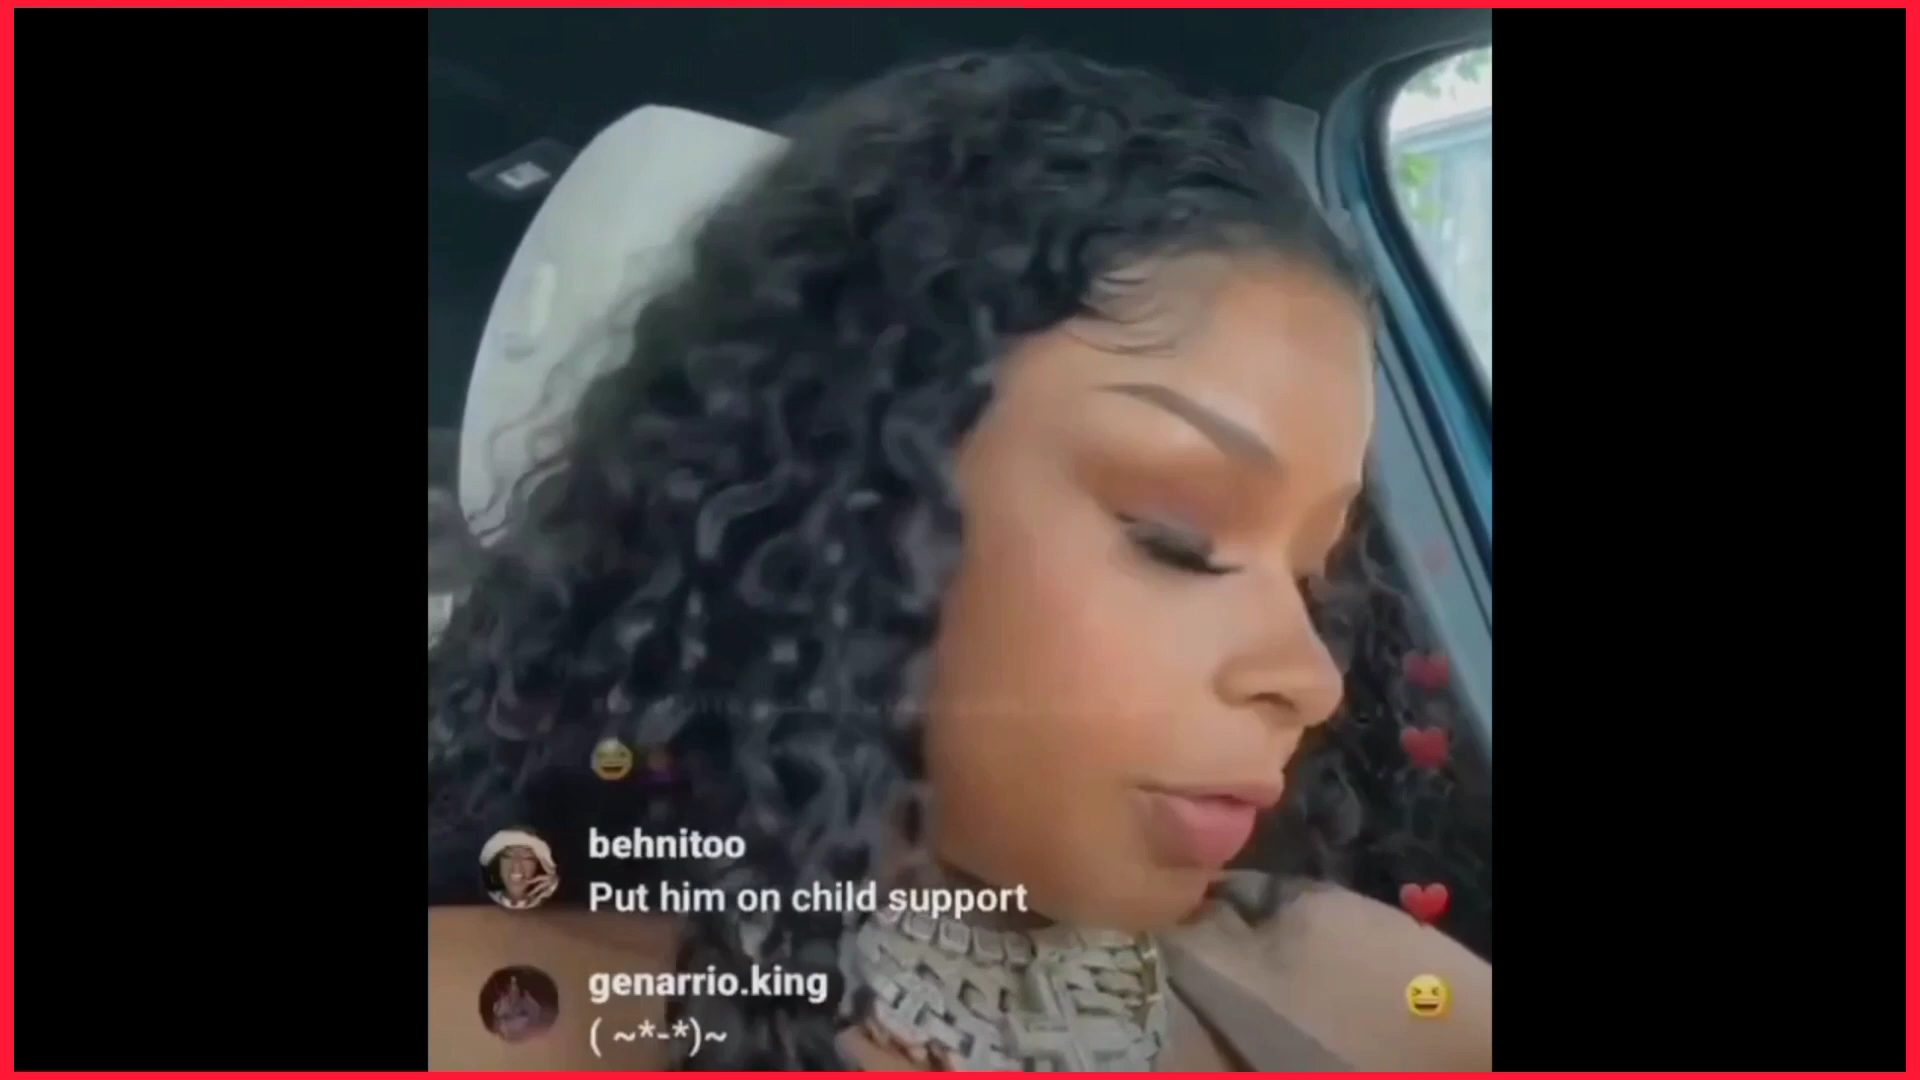 behnitoo
Put him on child support
genarrio.king
( ~*-*)~